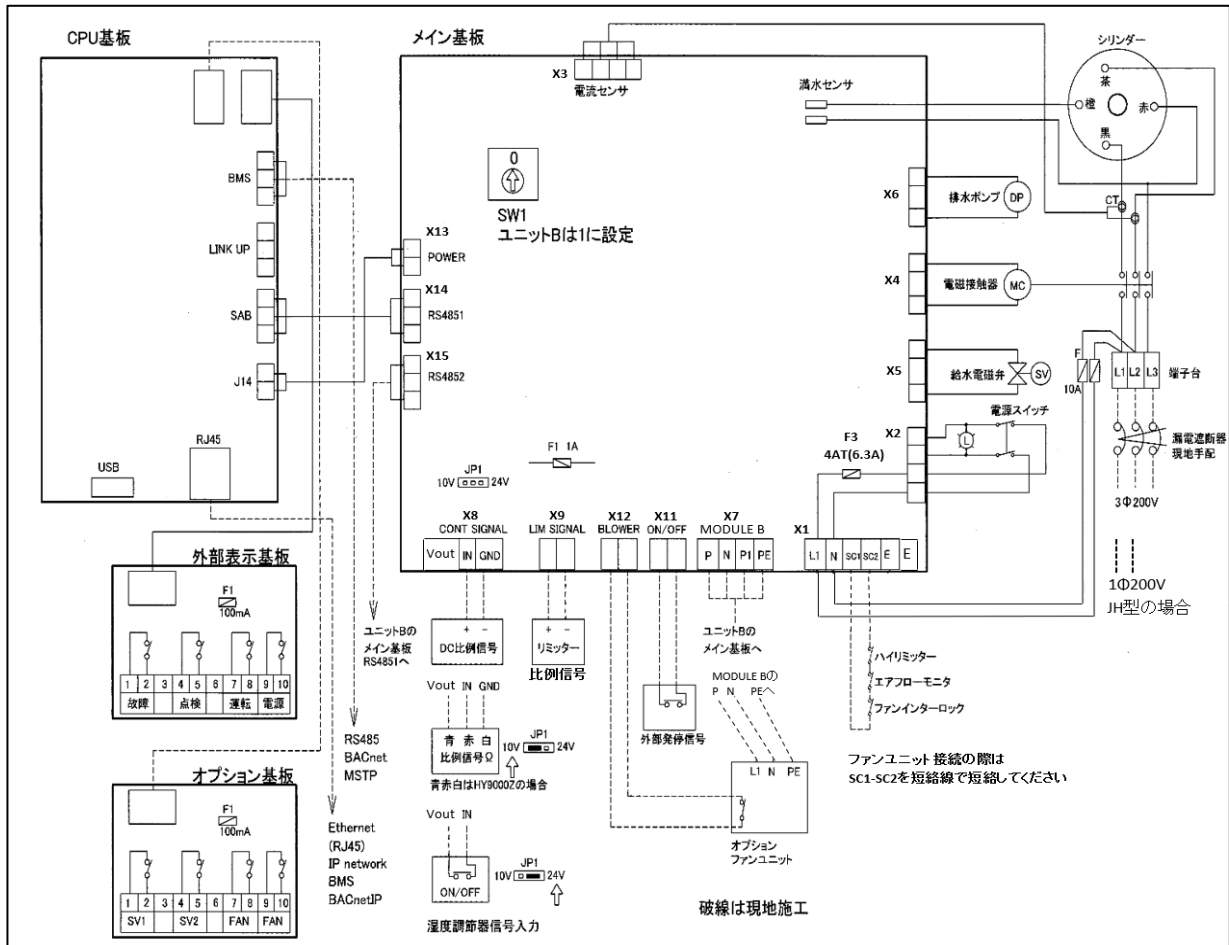 CPU基板
BMS
LINK UP
SAB
J14
RJ45
USB
メイン基板
X3
電流センサ
満水センサ
0
SW1
ユニットBは1に設定
X13
POWER
X14
RS4851
X15
RS4852
X6
排水ポンプ
DP
X4
電磁接触器
MC
X5
給水電磁弁
SV
X2
電源スイッチ
L
F3
4AT(6.3A)
F1 1A
JP1
10V 24V
X8
CONT SIGNAL
Vout IN GND
X9
LIM SIGNAL
X12
BLOWER
X11
ON/OFF
X7
MODULE B
P N P1 PE
X1
L1 N SC1 SC2 E E
シリンダー
茶
橙
赤
黒
CT
F
10A
L1 L2 L3
端子台
漏電遮断器
現地手配
3Φ200V
1Φ200V
JH型の場合
外部表示基板
F1
100mA
1 2 3 4 5 6 7 8 9 10
故障 点検 運転 電源
オプション基板
F1
100mA
1 2 3 4 5 6 7 8 9 10
SV1 SV2 FAN FAN
ユニットBの
メイン基板
RS4851へ
RS485
BACnet
MSTP
Ethernet
(RJ45)
IP network
BMS
BACnetIP
+ −
DC比例信号
Vout IN GND
青 赤 白
比例信号Ω
JP1
10V 24V
青赤白はHY9000Zの場合
Vout IN
ON/OFF
JP1
10V 24V
湿度調節器信号入力
+ −
リミッター
比例信号
外部発停信号
ユニットBの
メイン基板へ
MODULE Bの
P N PEへ
L1 N PE
オプション
ファンユニット
ハイリミッター
エアフローモニタ
ファンインターロック
ファンユニット接続の際は
SC1-SC2を短絡線で短絡してください
破線は現地施工